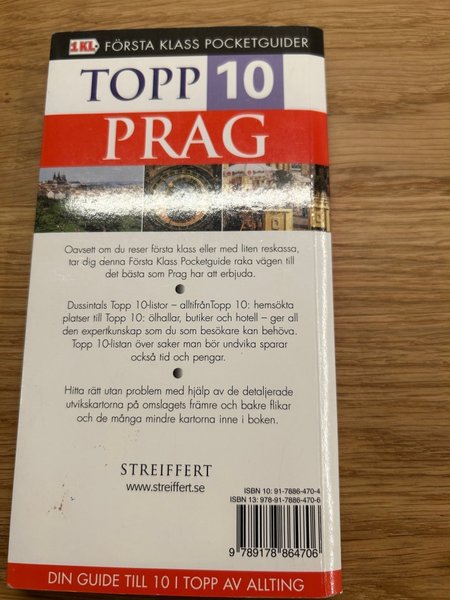 1KL. FÖRSTA KLASS POCKETGUIDER
TOPP 10
PRAG
Oavsett om du reser första klass eller med liten reskassa,
tar dig denna Första Klass Pocketguide raka vägen till
det bästa som Prag har att erbjuda.
Dussintals Topp 10-listor – alltifrånTopp 10: hemsökta
platser till Topp 10: ölhallar, butiker och hotell – ger all
den expertkunskap som du som besökare kan behöva.
Topp 10-listan över saker man bör undvika sparar
också tid och pengar.
Hitta rätt utan problem med hjälp av de detaljerade
utvikskartorna på omslagets främre och bakre flikar
och de många mindre kartorna inne i boken.
STREIFFERT
www.streiffert.se
ISBN 10: 91-7886-470-4
ISBN 13: 978-91-7886-470-6
9 789178 864706
DIN GUIDE TILL 10 I TOPP AV ALLTING